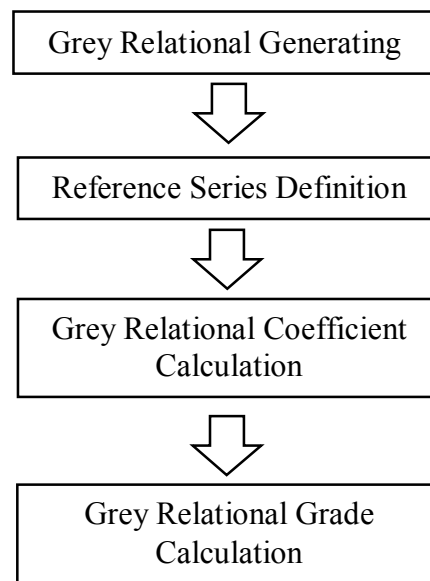 Grey Relational Generating
Reference Series Definition
Grey Relational Coefficient
Calculation
Grey Relational Grade
Calculation